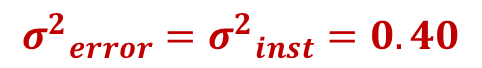 σ²error = σ²inst = 0.40